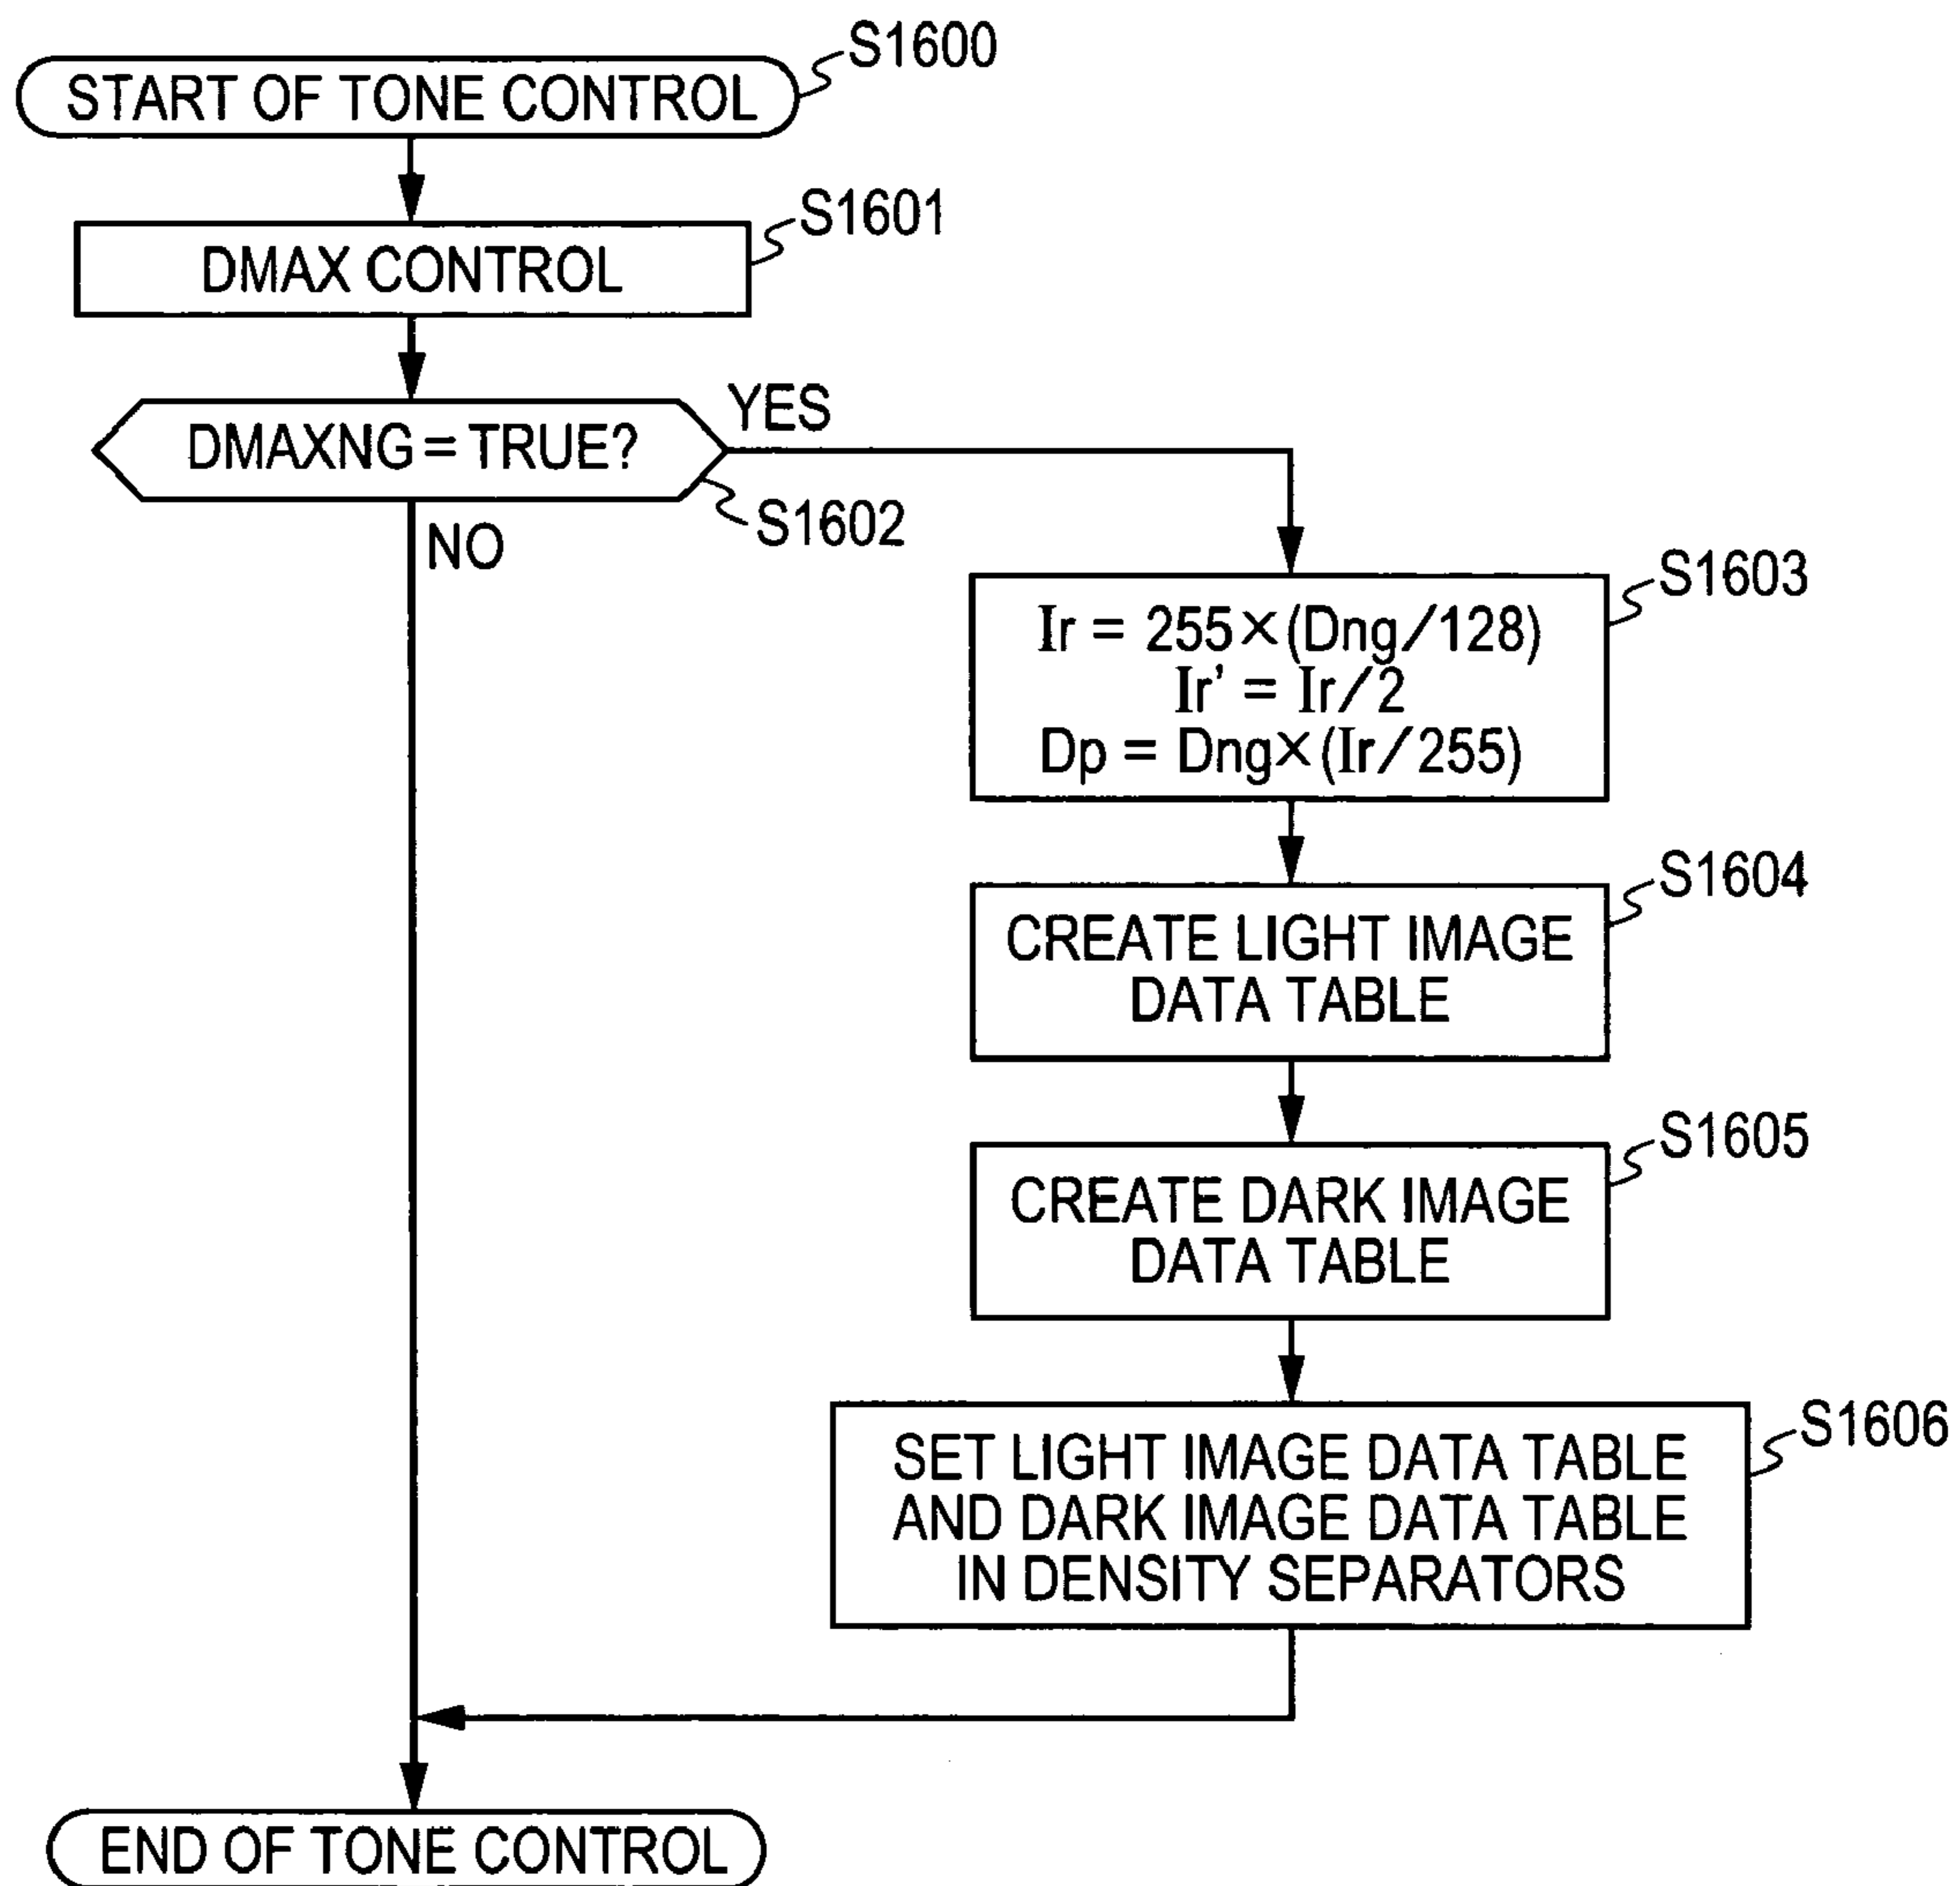 S1600
START OF TONE CONTROL
S1601
DMAX CONTROL
YES
DMAXNG = TRUE?
S1602
NO
S1603
Ir = 255×(Dng/128)
Ir' = Ir/2
Dp = Dng×(Ir/255)
S1604
CREATE LIGHT IMAGE
DATA TABLE
S1605
CREATE DARK IMAGE
DATA TABLE
S1606
SET LIGHT IMAGE DATA TABLE
AND DARK IMAGE DATA TABLE
IN DENSITY SEPARATORS
END OF TONE CONTROL